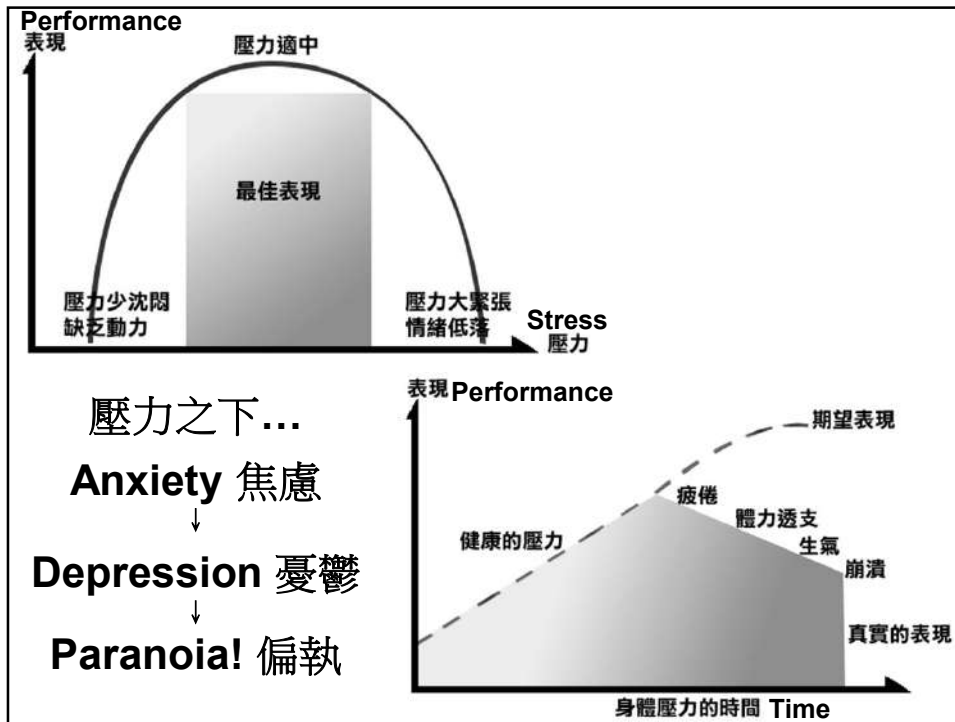 Performance
表現
壓力適中
最佳表現
壓力少沈悶
缺乏動力
壓力大緊張
情緒低落
Stress
壓力
壓力之下...
Anxiety 焦慮
↓
Depression 憂鬱
↓
Paranoia! 偏執
表現 Performance
期望表現
疲倦
體力透支
生氣
崩潰
健康的壓力
真實的表現
身體壓力的時間 Time